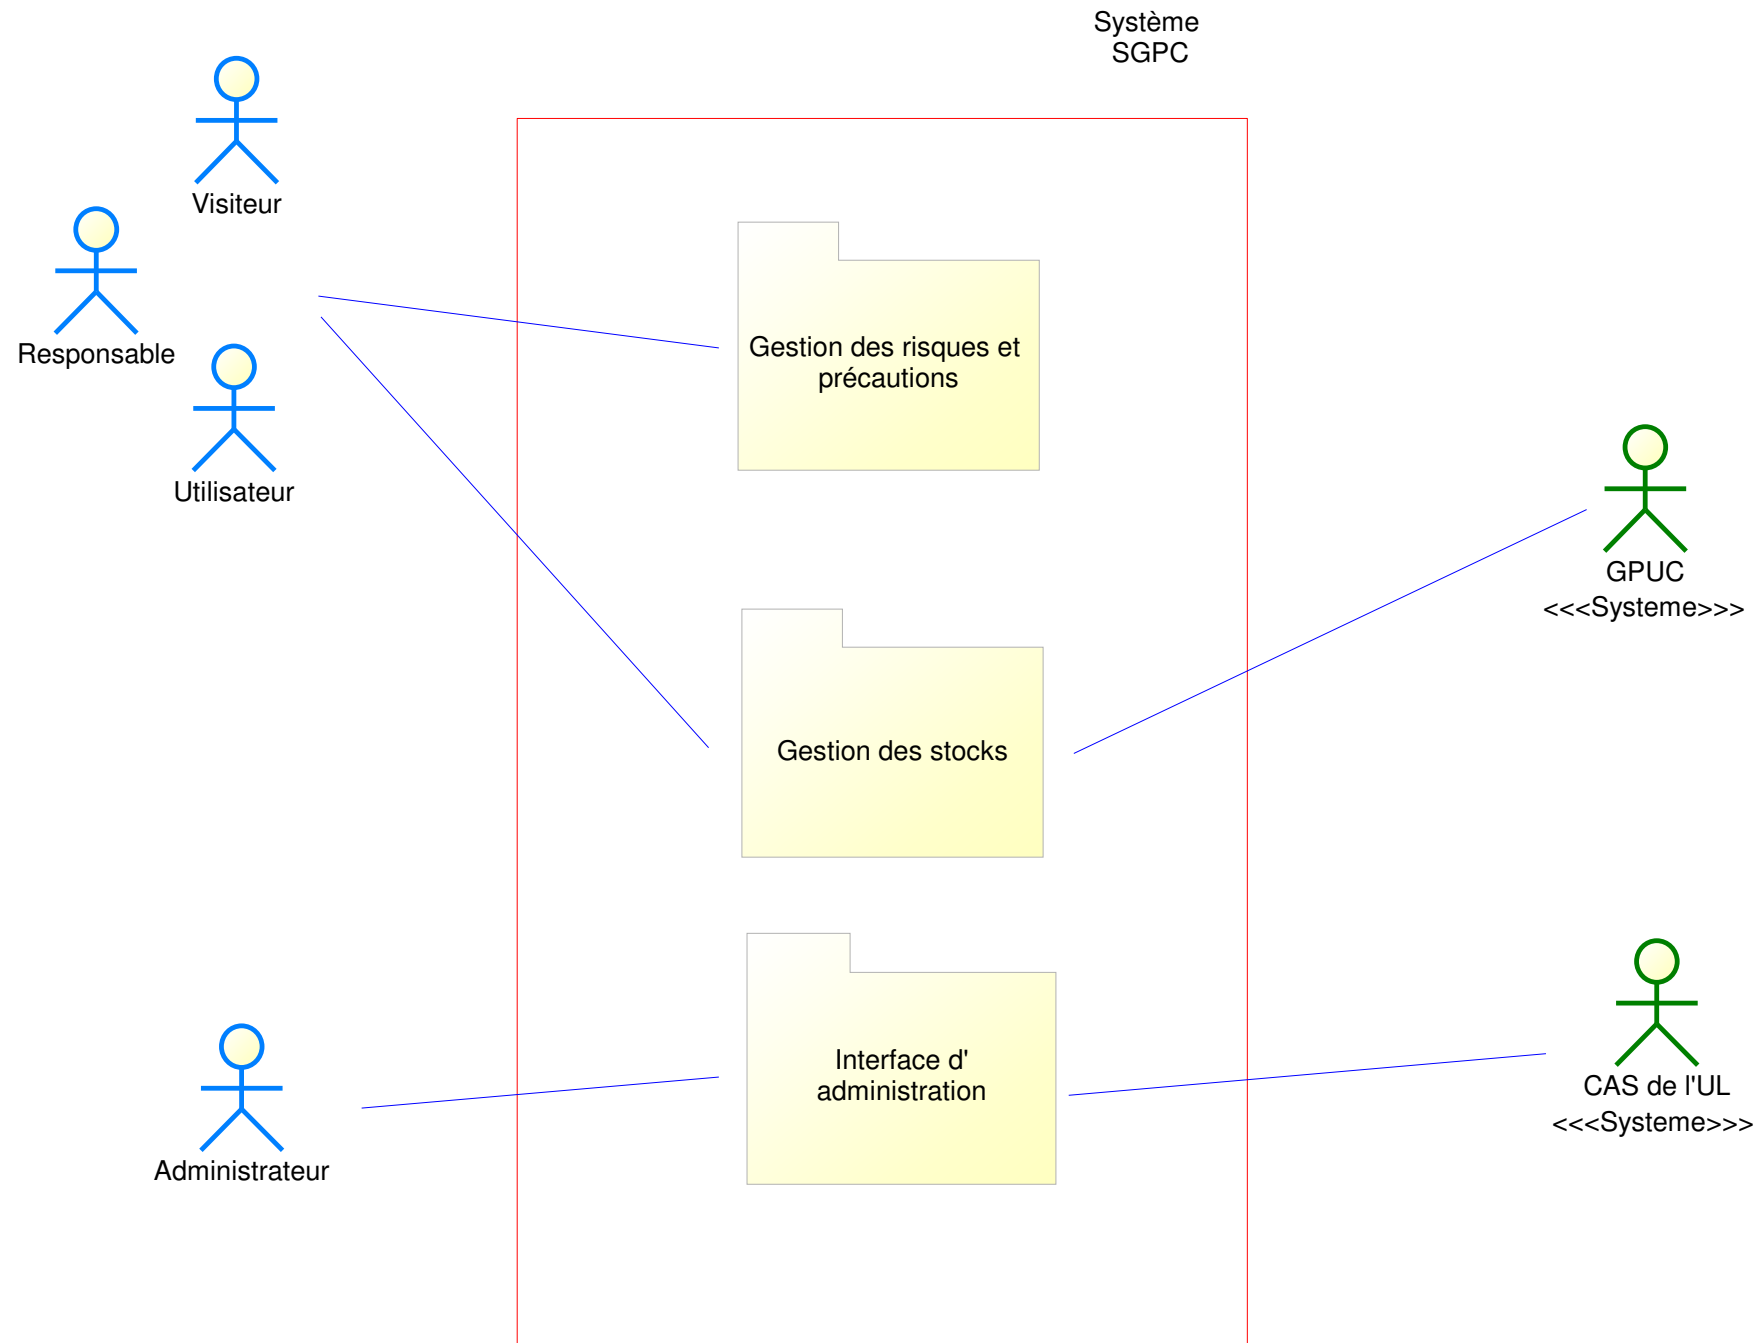 Système
SGPC
Visiteur
Responsable
Utilisateur
Gestion des risques et
précautions
GPUC
<<<Systeme>>>
Gestion des stocks
Interface d'
administration
CAS de l'UL
<<<Systeme>>>
Administrateur